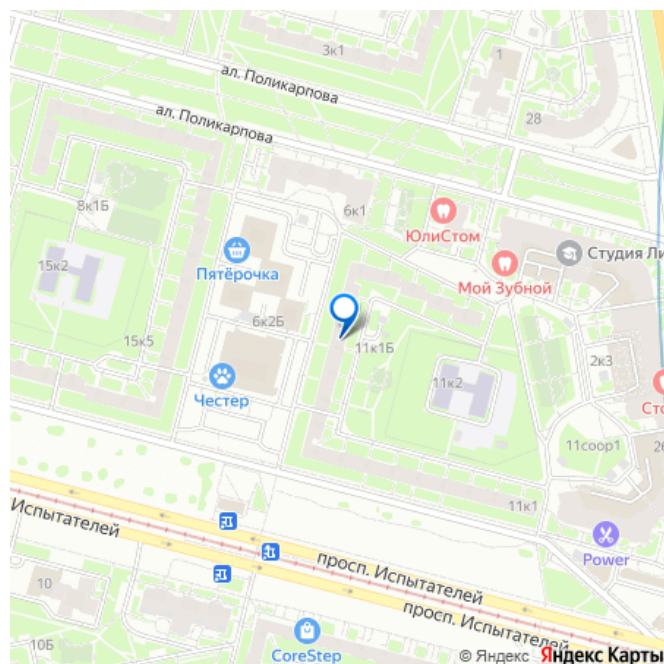 3к1
1
ал. Поликарпова
28
ал. Поликарпова
8к1Б
6к1
ЮлиСтом
15к2
Пятёрочка
Мой Зубной
Студия Ли
6к2Б
15к5
11к1Б
2к3
11к2
Честер
Сто
11соор1
26
11к1
Испытателей
просп. Испытателей
Power
10
просп. Испытателей
10Б
CoreStep
© Яндекс Яндекс Карты